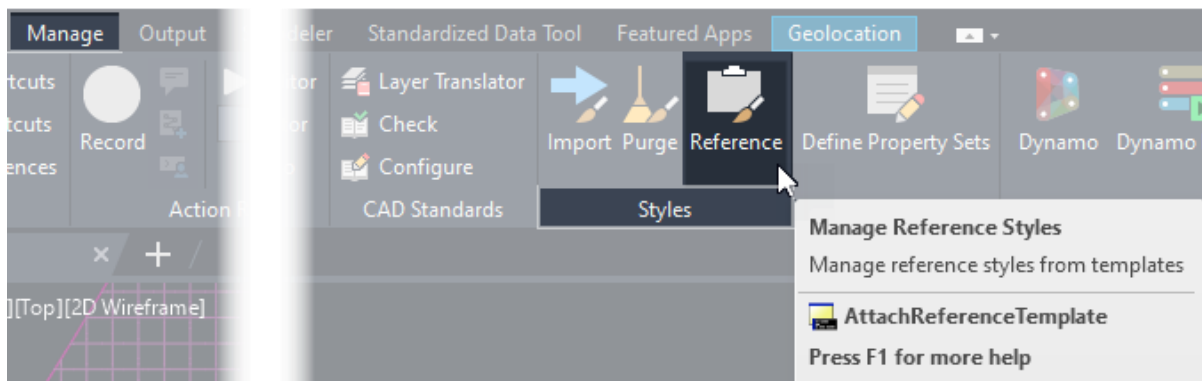 Manage Output Standardized Data Tool Featured Apps Geolocation
Layer Translator
Check
Record Import Purge Reference Define Property Sets Dynamo Dynamo
Configure
CAD Standards Styles
Manage Reference Styles
Manage reference styles from templates
[Top][2D Wireframe]
AttachReferenceTemplate
Press F1 for more help